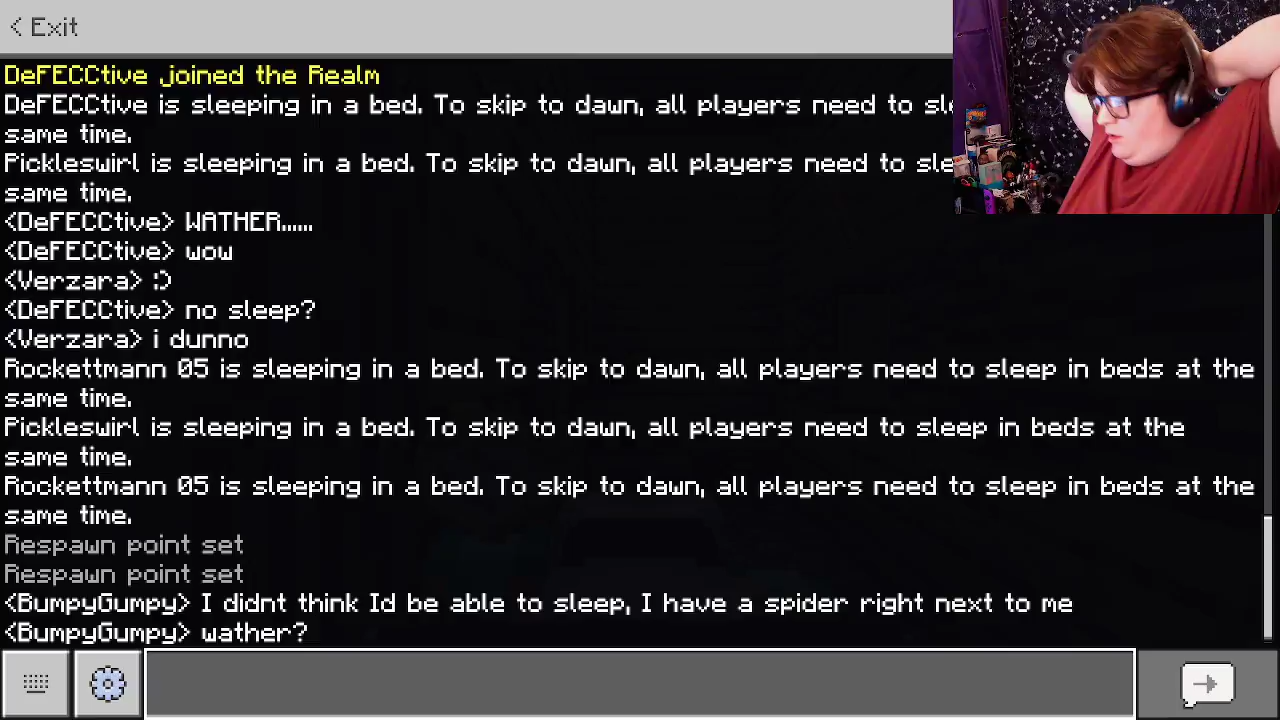 < Exit
DeFECCtive joined the Realm
DeFECCtive is sleeping in a bed. To skip to dawn, all players need to
same time.
Pickleswirl is sleeping in a bed. To skip to dawn, all players need to
same time.
<DeFECCtive> WATHER......
<DeFECCtive> wow
<Verzara> :)
<DeFECCtive> no sleep?
<Verzara> i dunno
Rockettmann 05 is sleeping in a bed. To skip to dawn, all players need to sleep in beds at the
same time.
Pickleswirl is sleeping in a bed. To skip to dawn, all players need to sleep in beds at the
same time.
Rockettmann 05 is sleeping in a bed. To skip to dawn, all players need to sleep in beds at the
same time.
Respawn point set
Respawn point set
<BumpyGumpy> I didnt think Id be able to sleep, I have a spider right next to me
<BumpyGumpy> wather?